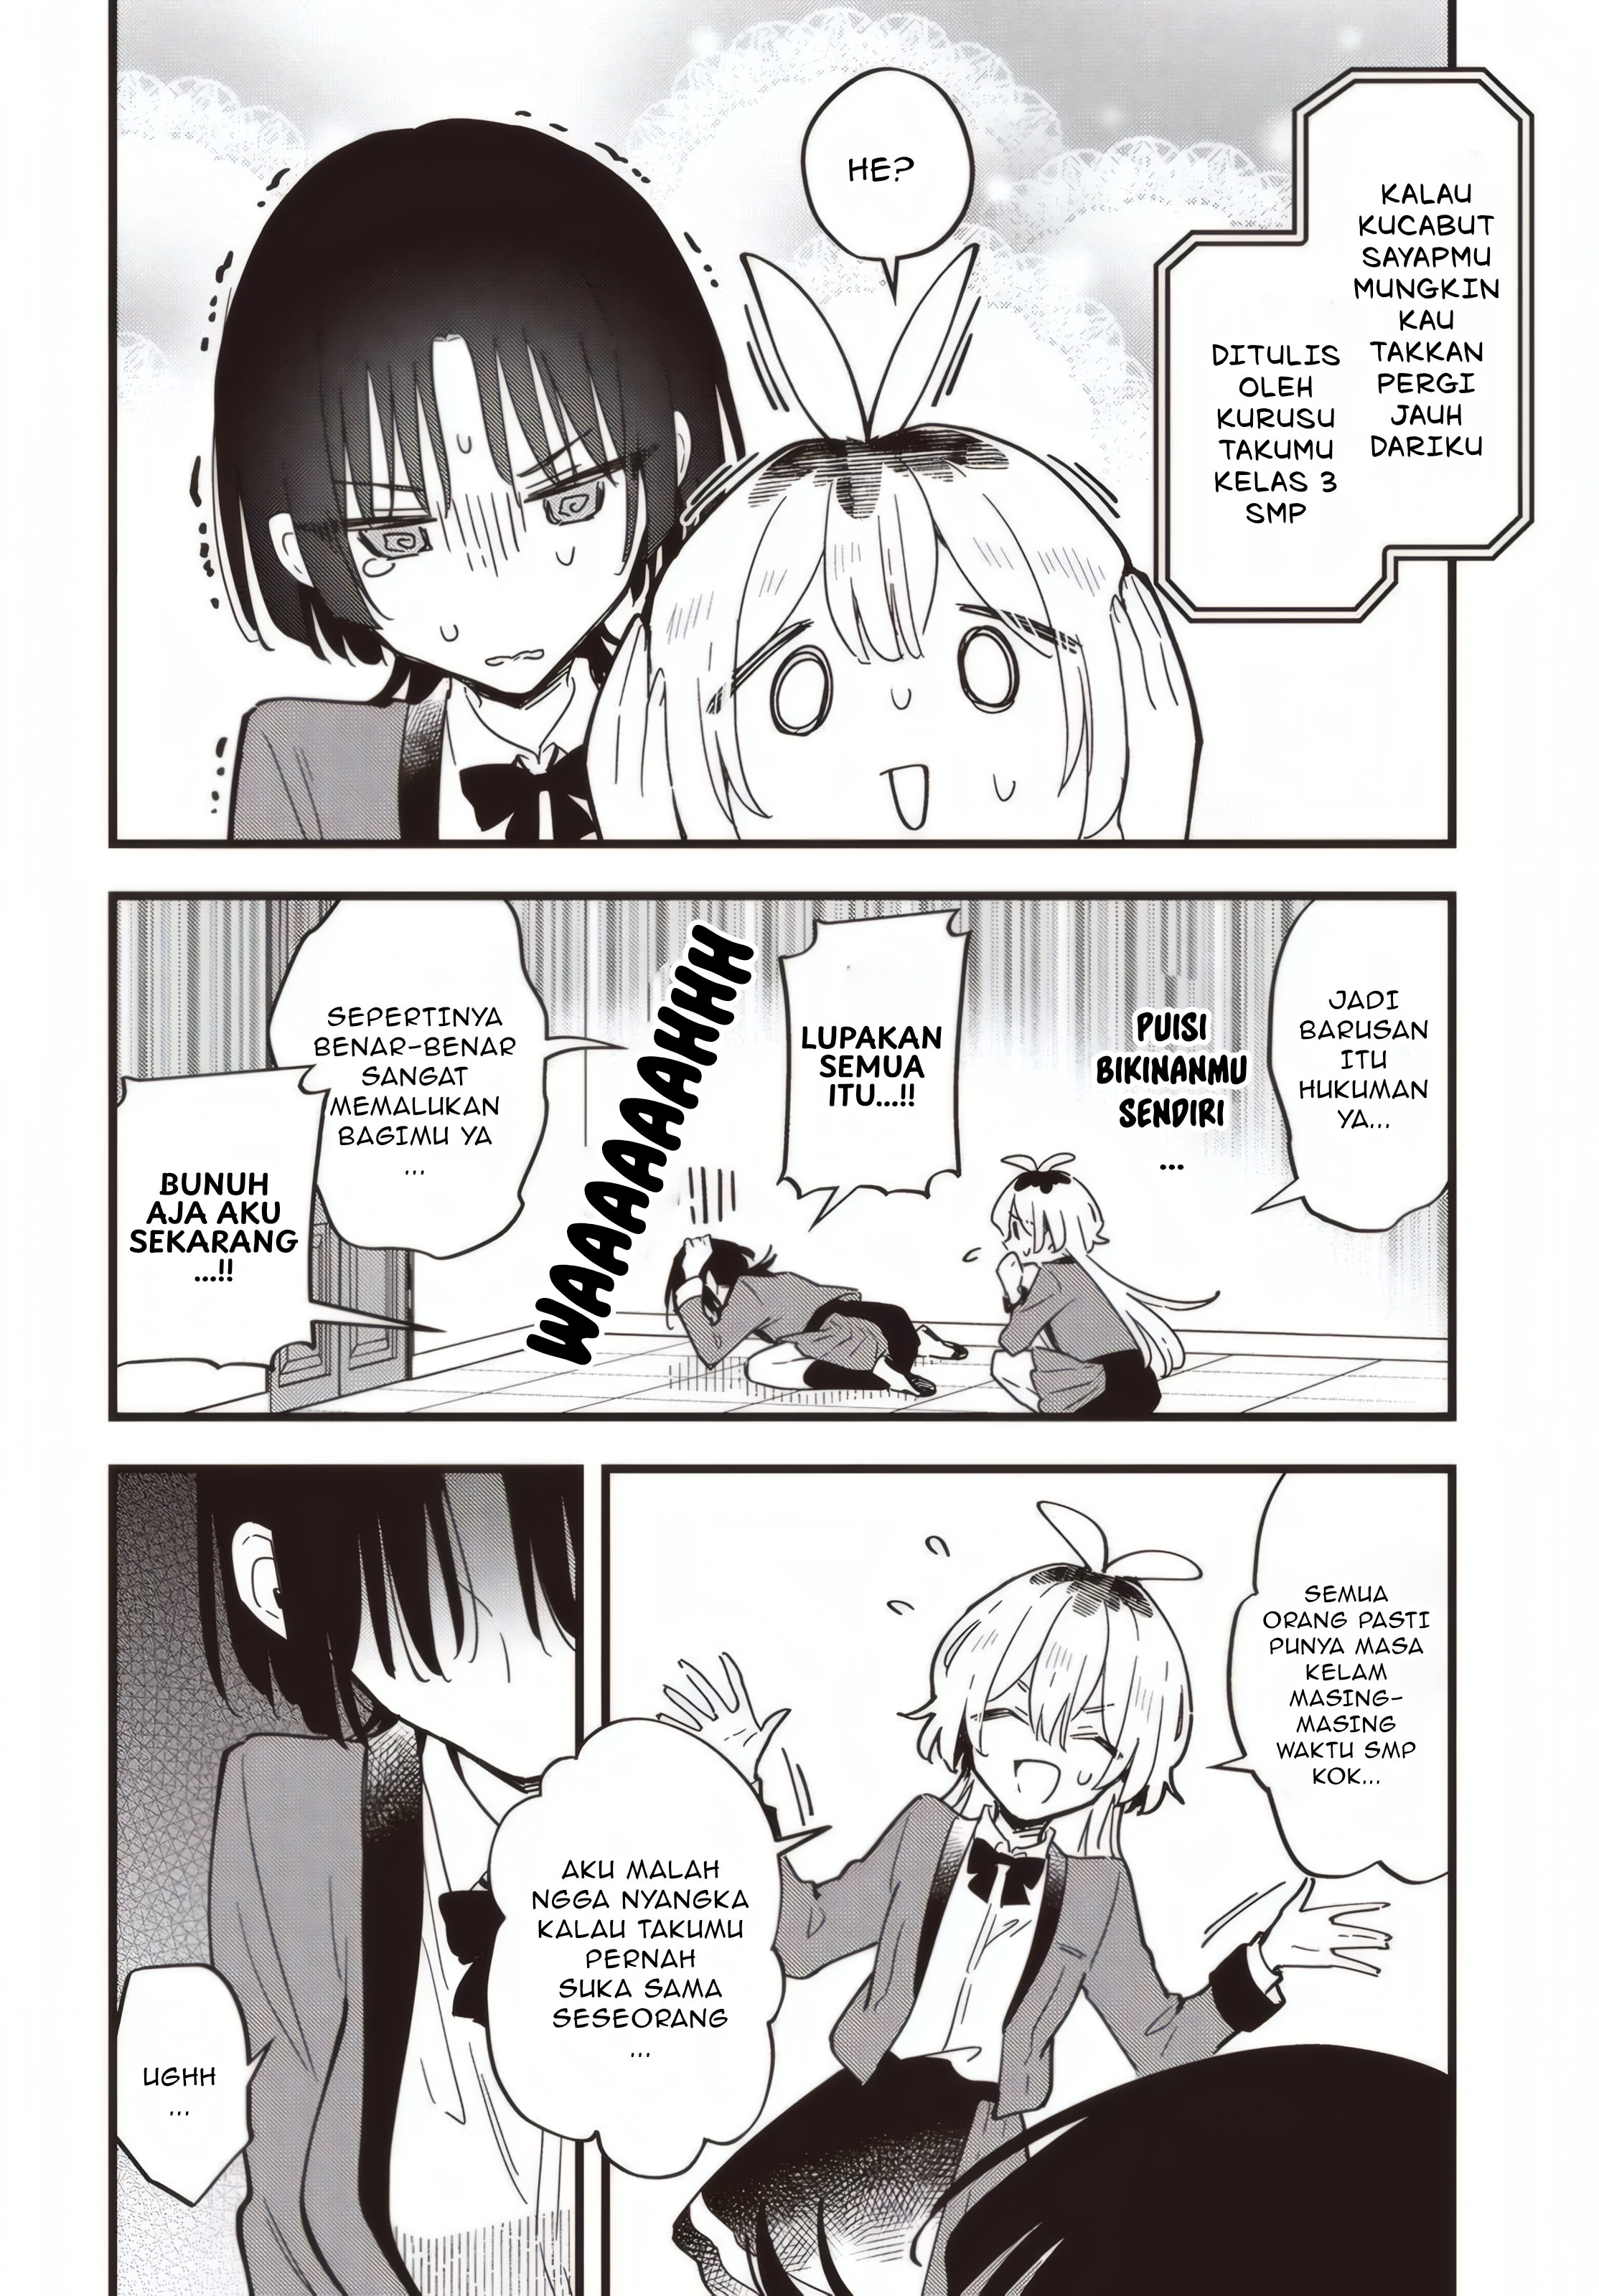 KALAU
KUCABUT
SAYAPMU
MUNGKIN
KAU
TAKKAN
PERGI
JAUH
DARIKU
DITULIS
OLEH
KURUSU
TAKUMU
KELAS 3
SMP
HE?
JADI
BARUSAN
ITU
HUKUMAN
YA...
PUISI
BIKINANMU
SENDIRI
...
LUPAKAN
SEMUA
ITU...!!
WAAAAAHHH
SEPERTINYA
BENAR-BENAR
SANGAT
MEMALUKAN
BAGIMU YA
...
BUNUH
AJA AKU
SEKARANG
...!!
SEMUA
ORANG PASTI
PUNYA MASA
KELAM
MASING-
MASING
WAKTU SMP
KOK...
AKU MALAH
NGGA NYANGKA
KALAU TAKUMU
PERNAH
SUKA SAMA
SESEORANG
...
UGHH
...